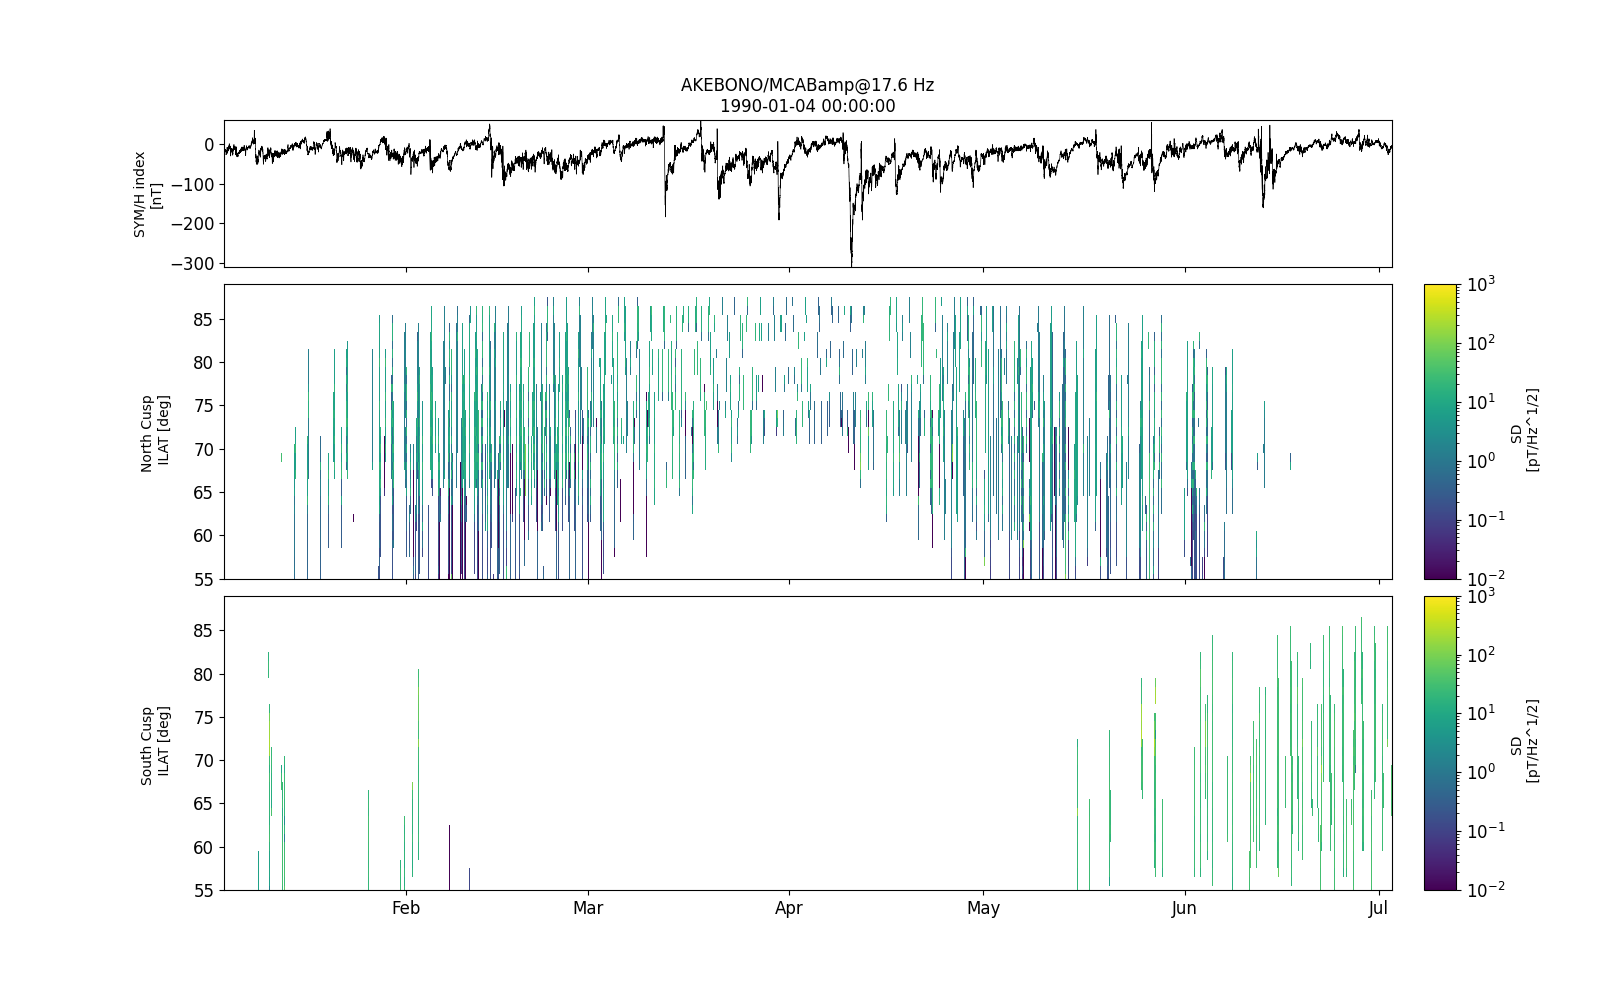 AKEBONO/MCABamp@17.6 Hz
1990-01-04 00:00:00
SYM/H index
[nT]
0
−100
−200
−300
North Cusp
ILAT [deg]
85
80
75
70
65
60
55
10^3
10^2
10^1
10^0
10^−1
10^−2
SD
[pT/Hz^1/2]
South Cusp
ILAT [deg]
85
80
75
70
65
60
55
10^3
10^2
10^1
10^0
10^−1
10^−2
SD
[pT/Hz^1/2]
Feb Mar Apr May Jun Jul